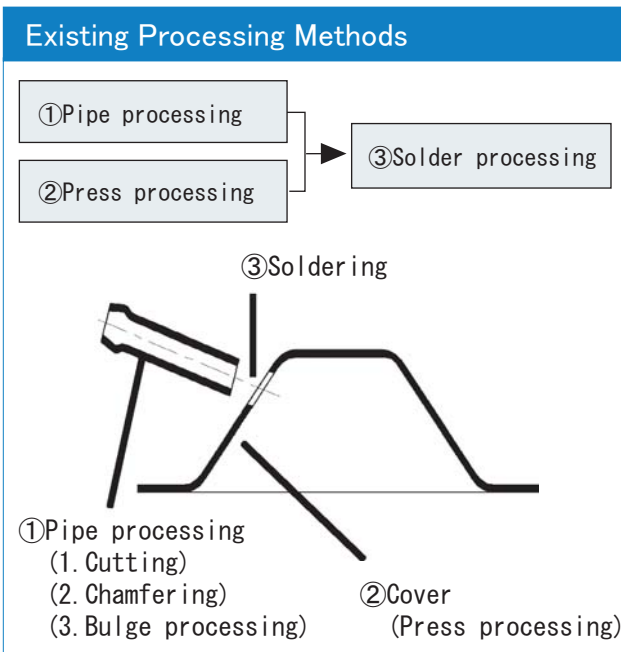 Existing Processing Methods
①Pipe processing
②Press processing
③Solder processing
③Soldering
①Pipe processing
(1.Cutting)
(2.Chamfering)
(3.Bulge processing)
②Cover
(Press processing)